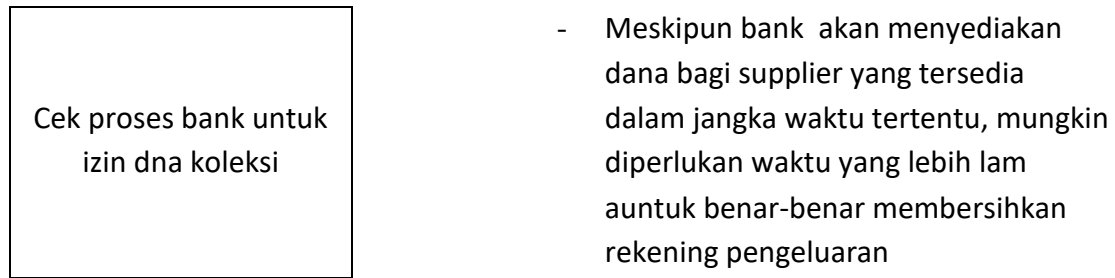 Cek proses bank untuk
izin dna koleksi
- Meskipun bank akan menyediakan
dana bagi supplier yang tersedia
dalam jangka waktu tertentu, mungkin
diperlukan waktu yang lebih lam
auntuk benar-benar membersihkan
rekening pengeluaran